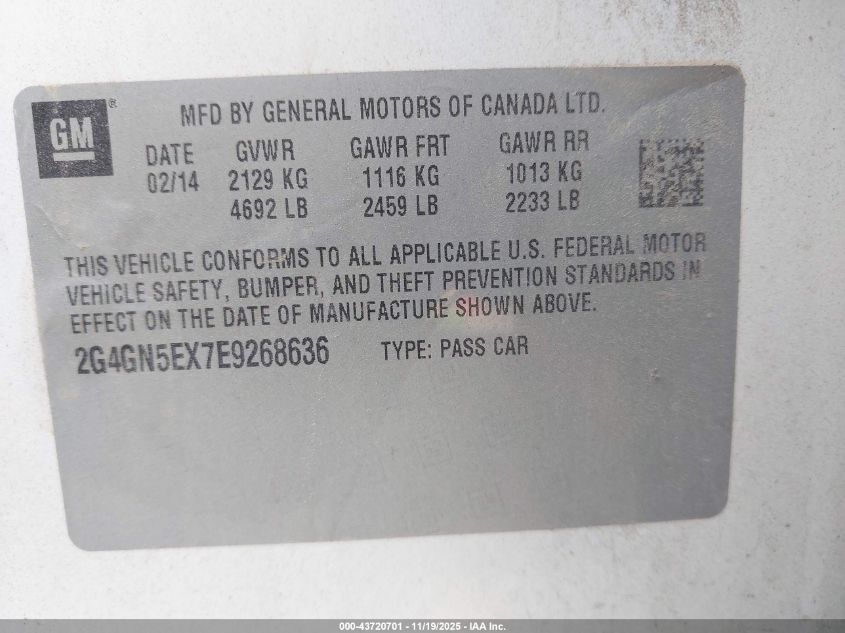 GM®
MFD BY GENERAL MOTORS OF CANADA LTD.
DATE GVWR GAWR FRT GAWR RR
02/14 2129 KG 1116 KG 1013 KG
4692 LB 2459 LB 2233 LB
THIS VEHICLE CONFORMS TO ALL APPLICABLE U.S. FEDERAL MOTOR
VEHICLE SAFETY, BUMPER, AND THEFT PREVENTION STANDARDS IN
EFFECT ON THE DATE OF MANUFACTURE SHOWN ABOVE.
2G4GN5EX7E9268636 TYPE: PASS CAR
000-43720701 - 11/19/2025 - IAA Inc.